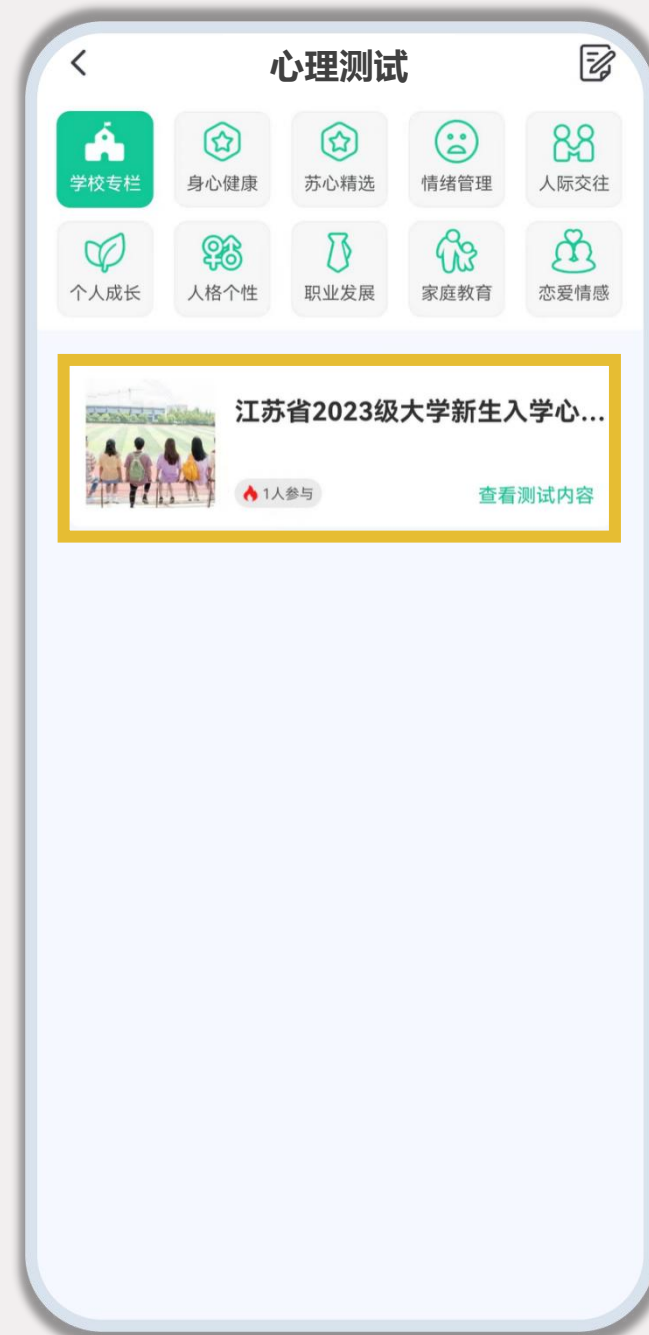 心理测试
学校专栏 身心健康 苏心精选 情绪管理 人际交往
个人成长 人格个性 职业发展 家庭教育 恋爱情感
江苏省2023级大学新生入学心...
1人参与 查看测试内容